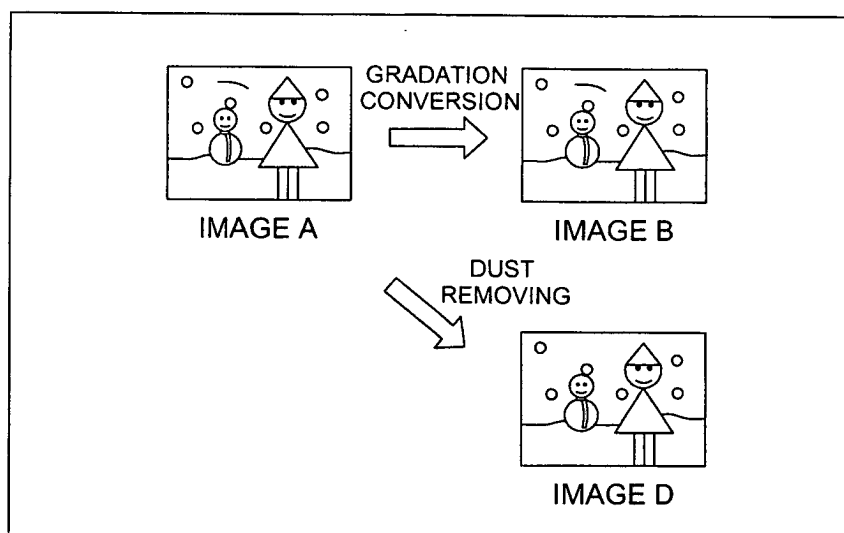 GRADATION
CONVERSION
IMAGE A
IMAGE B
DUST
REMOVING
IMAGE D